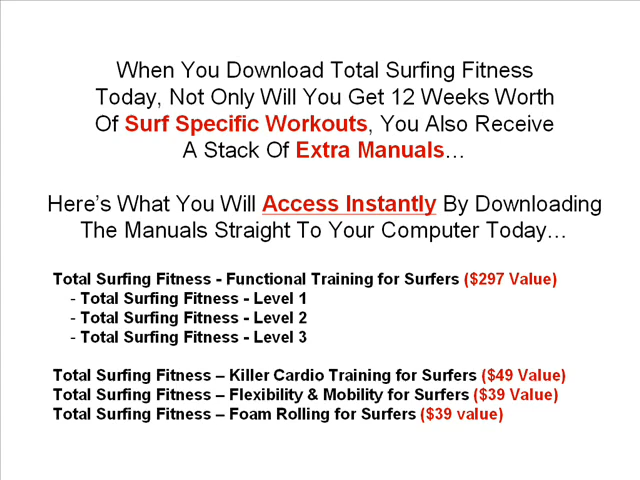 When You Download Total Surfing Fitness
Today, Not Only Will You Get 12 Weeks Worth
Of Surf Specific Workouts, You Also Receive
A Stack Of Extra Manuals…
Here’s What You Will Access Instantly By Downloading
The Manuals Straight To Your Computer Today…
Total Surfing Fitness - Functional Training for Surfers ($297 Value)
- Total Surfing Fitness - Level 1
- Total Surfing Fitness - Level 2
- Total Surfing Fitness - Level 3
Total Surfing Fitness – Killer Cardio Training for Surfers ($49 Value)
Total Surfing Fitness – Flexibility & Mobility for Surfers ($39 Value)
Total Surfing Fitness – Foam Rolling for Surfers ($39 value)